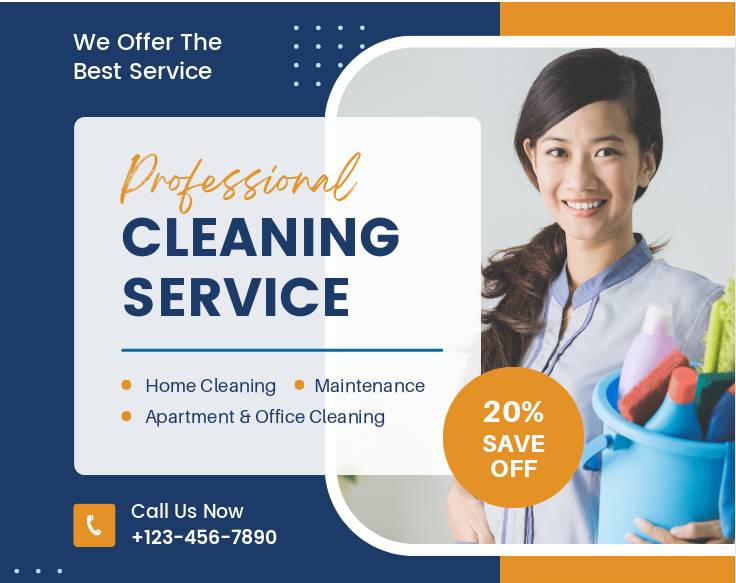 We Offer The
Best Service
Professional
CLEANING
SERVICE
Home Cleaning
Maintenance
Apartment & Office Cleaning
20%
SAVE
OFF
Call Us Now
+123-456-7890